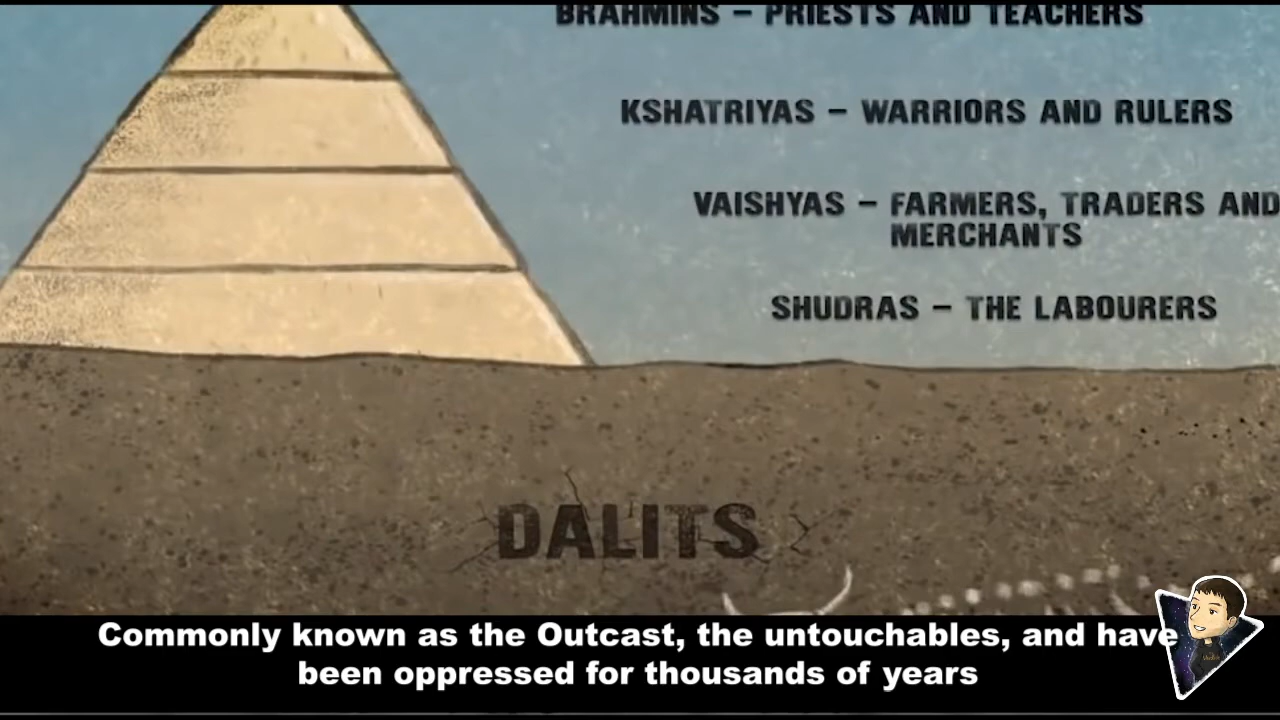 BRAHMINS – PRIESTS AND TEACHERS
KSHATRIYAS – WARRIORS AND RULERS
VAISHYAS – FARMERS, TRADERS AND
MERCHANTS
SHUDRAS – THE LABOURERS
DALITS
Commonly known as the Outcast, the untouchables, and have
been oppressed for thousands of years